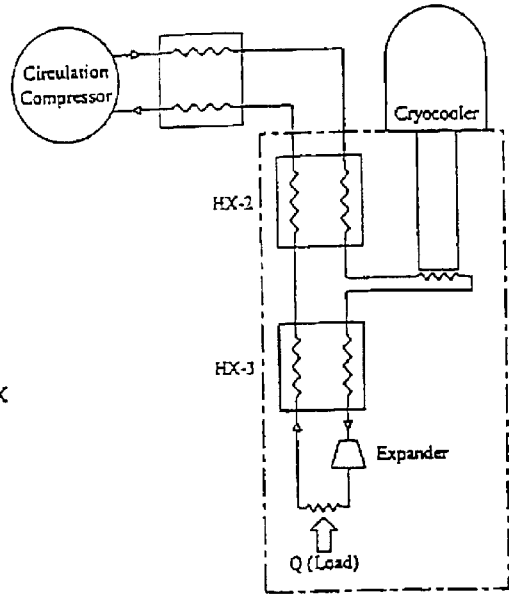 Circulation
Compressor
Cryocooler
HX-2
HX-3
X
Expander
Q (Load)